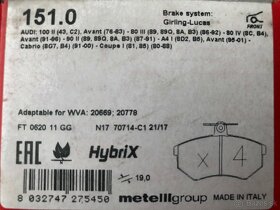 151.0
Brake system:
Girling-Lucas
FRONT
AUDI: 100 II (43, C2), Avant (76-83) - 80 III (89, 89Q, 8A, B3) (86-92) - 80 IV (8C, B4),
Avant (91-96) - 90 III (89, 89Q, 8A, B3) (87-91) - A4 I (8D2, B5), Avant (95-01) -
Cabrio (8G7, B4) (91-00) - Coupe I (81, 85) (80-88)
Adaptable for WVA: 20669; 20778
FT 0620 11 GG
N17 70714-C1 21/17
EAC
HybriX
x 4
19,0
metelligroup
8 032747 275450